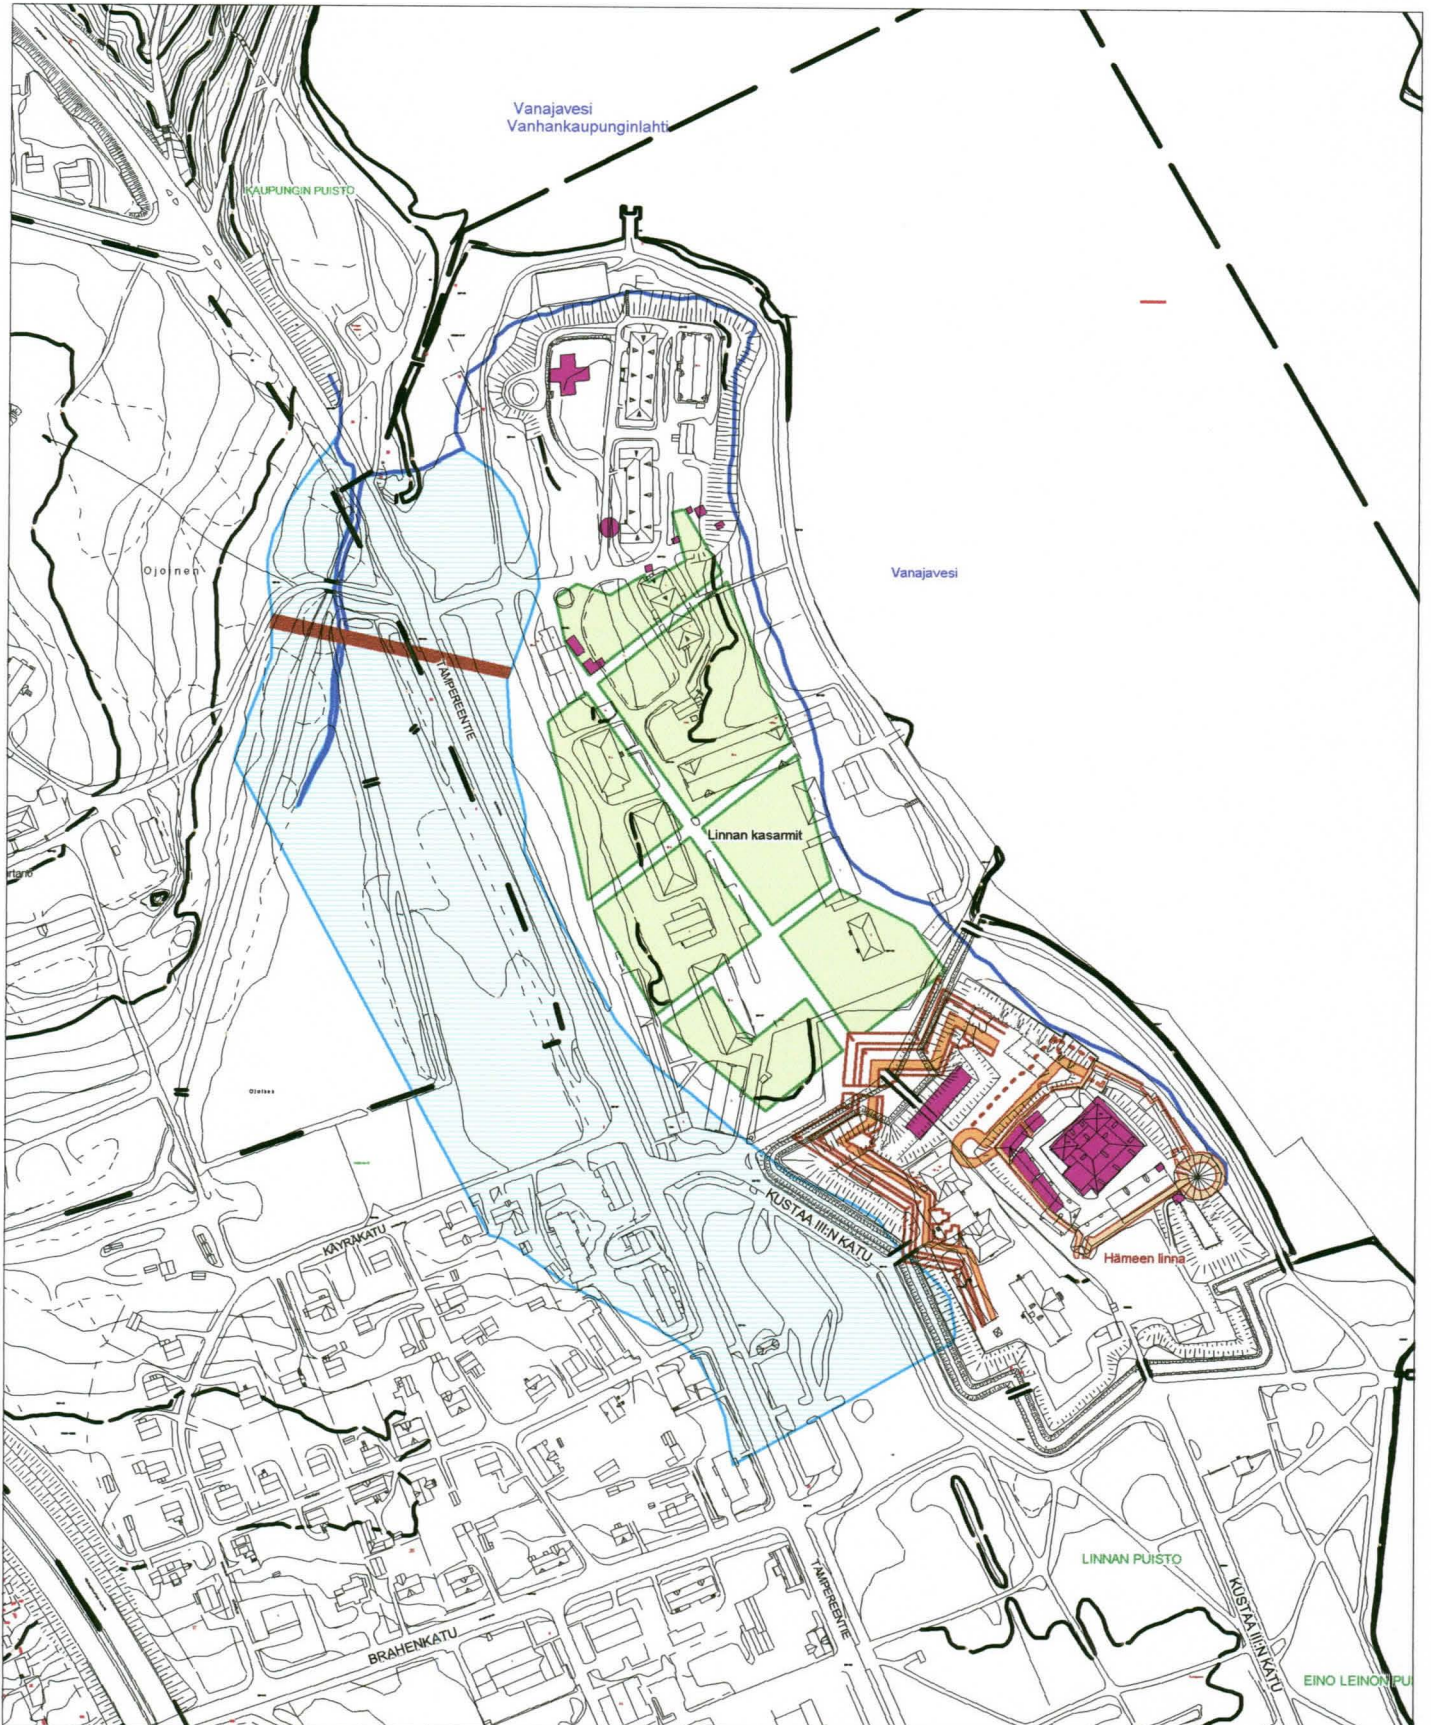 Vanajavesi
Vanhankaupunginlahti
KAUPUNGIN PUISTO
Ojoinen
Vanajavesi
TAMPEREENTIE
Linnan kasarmit
KUSTAA III:N KATU
KÄYRÄKATU
Hämeen linna
LINNAN PUISTO
TAMPEREENTIE
KUSTAA III:N KATU
BRAHENKATU
EINO LEINON PUI